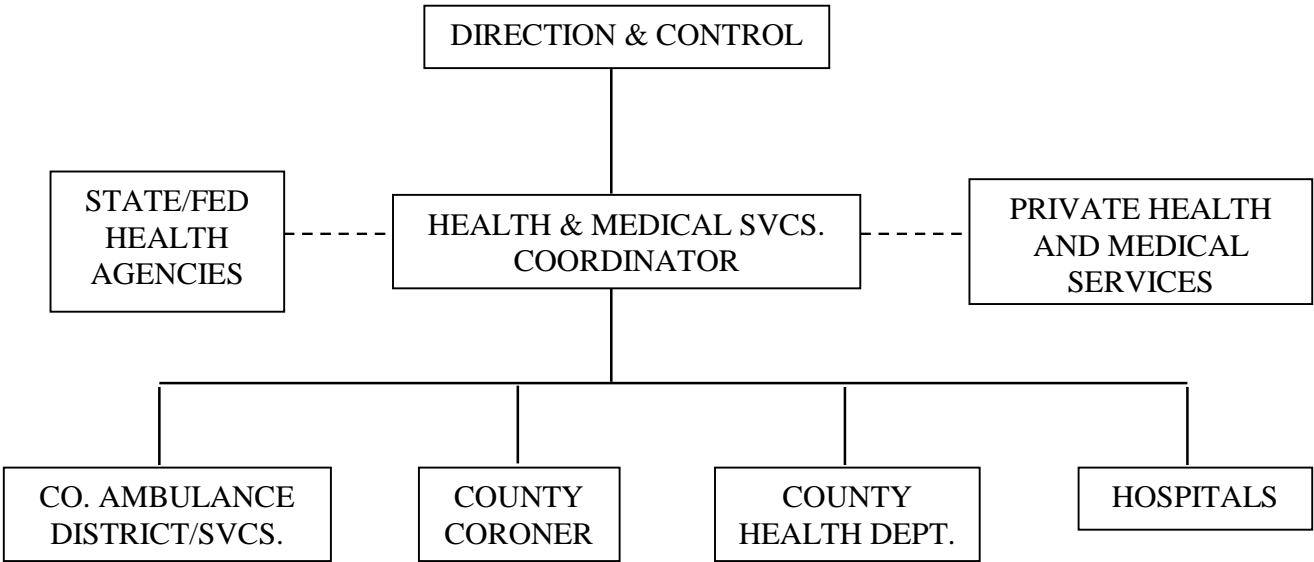 DIRECTION & CONTROL
STATE/FED
HEALTH
AGENCIES
HEALTH & MEDICAL SVCS.
COORDINATOR
PRIVATE HEALTH
AND MEDICAL
SERVICES
CO. AMBULANCE
DISTRICT/SVCS.
COUNTY
CORONER
COUNTY
HEALTH DEPT.
HOSPITALS